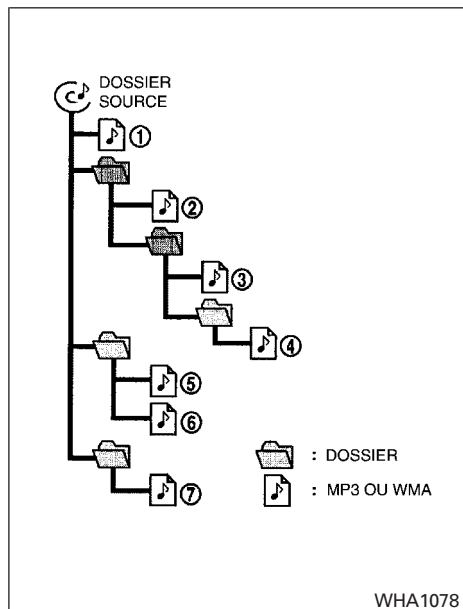 DOSSIER
SOURCE
①
②
③
④
⑤
⑥
⑦
: DOSSIER
: MP3 OU WMA
WHA1078